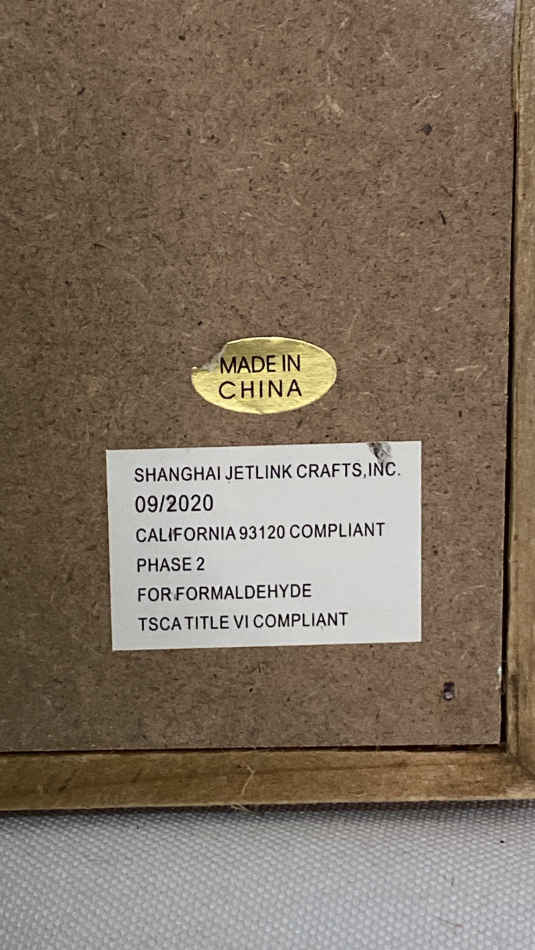 MADE IN
CHINA
SHANGHAI JETLINK CRAFTS,INC.
09/2020
CALIFORNIA 93120 COMPLIANT
PHASE 2
FOR FORMALDEHYDE
TSCA TITLE VI COMPLIANT